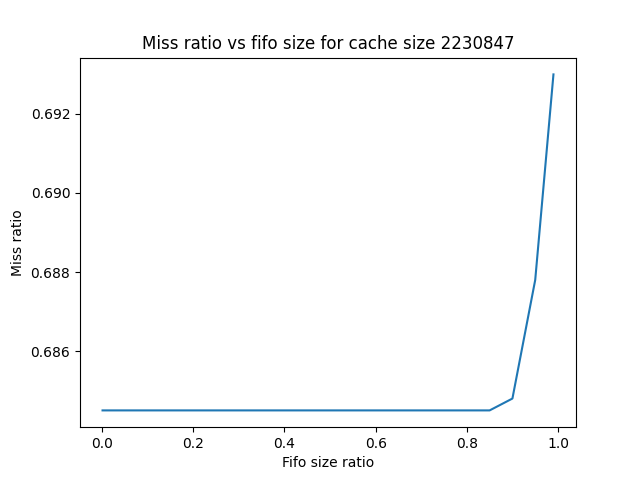 Miss ratio vs fifo size for cache size 2230847
0.692
0.690
0.688
0.686
Miss ratio
0.0 0.2 0.4 0.6 0.8 1.0
Fifo size ratio